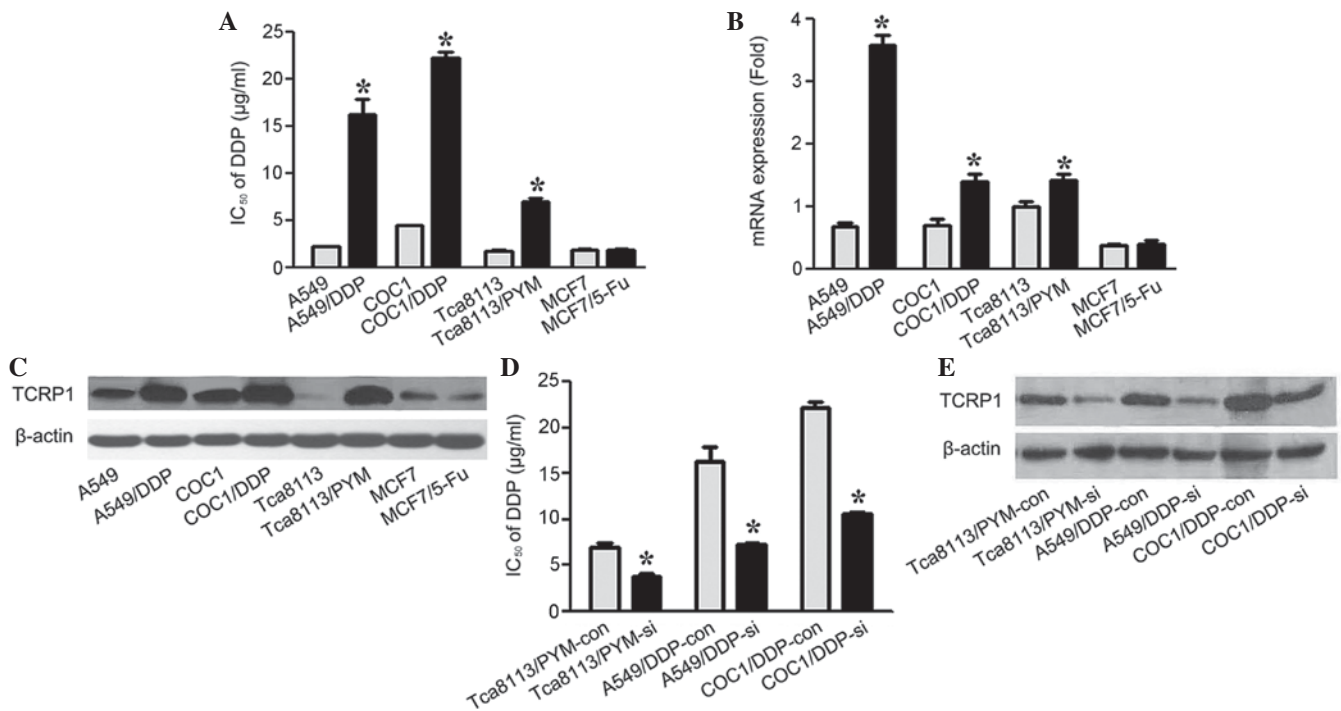 A
IC₅₀ of DDP (µg/ml)
25
20
15
10
5
0
*
*
*
A549
A549/DDP
COC1
COC1/DDP
Tca8113
Tca8113/PYM
MCF7
MCF7/5-Fu
B
mRNA expression (Fold)
4
3
2
1
0
*
*
*
A549
A549/DDP
COC1
COC1/DDP
Tca8113
Tca8113/PYM
MCF7
MCF7/5-Fu
C
TCRP1
β-actin
A549
A549/DDP
COC1
COC1/DDP
Tca8113
Tca8113/PYM
MCF7
MCF7/5-Fu
D
IC₅₀ of DDP (µg/ml)
25
20
15
10
5
0
*
*
*
Tca8113/PYM-con
Tca8113/PYM-si
A549/DDP-con
A549/DDP-si
COC1/DDP-con
COC1/DDP-si
E
TCRP1
β-actin
Tca8113/PYM-con
Tca8113/PYM-si
A549/DDP-con
A549/DDP-si
COC1/DDP-con
COC1/DDP-si